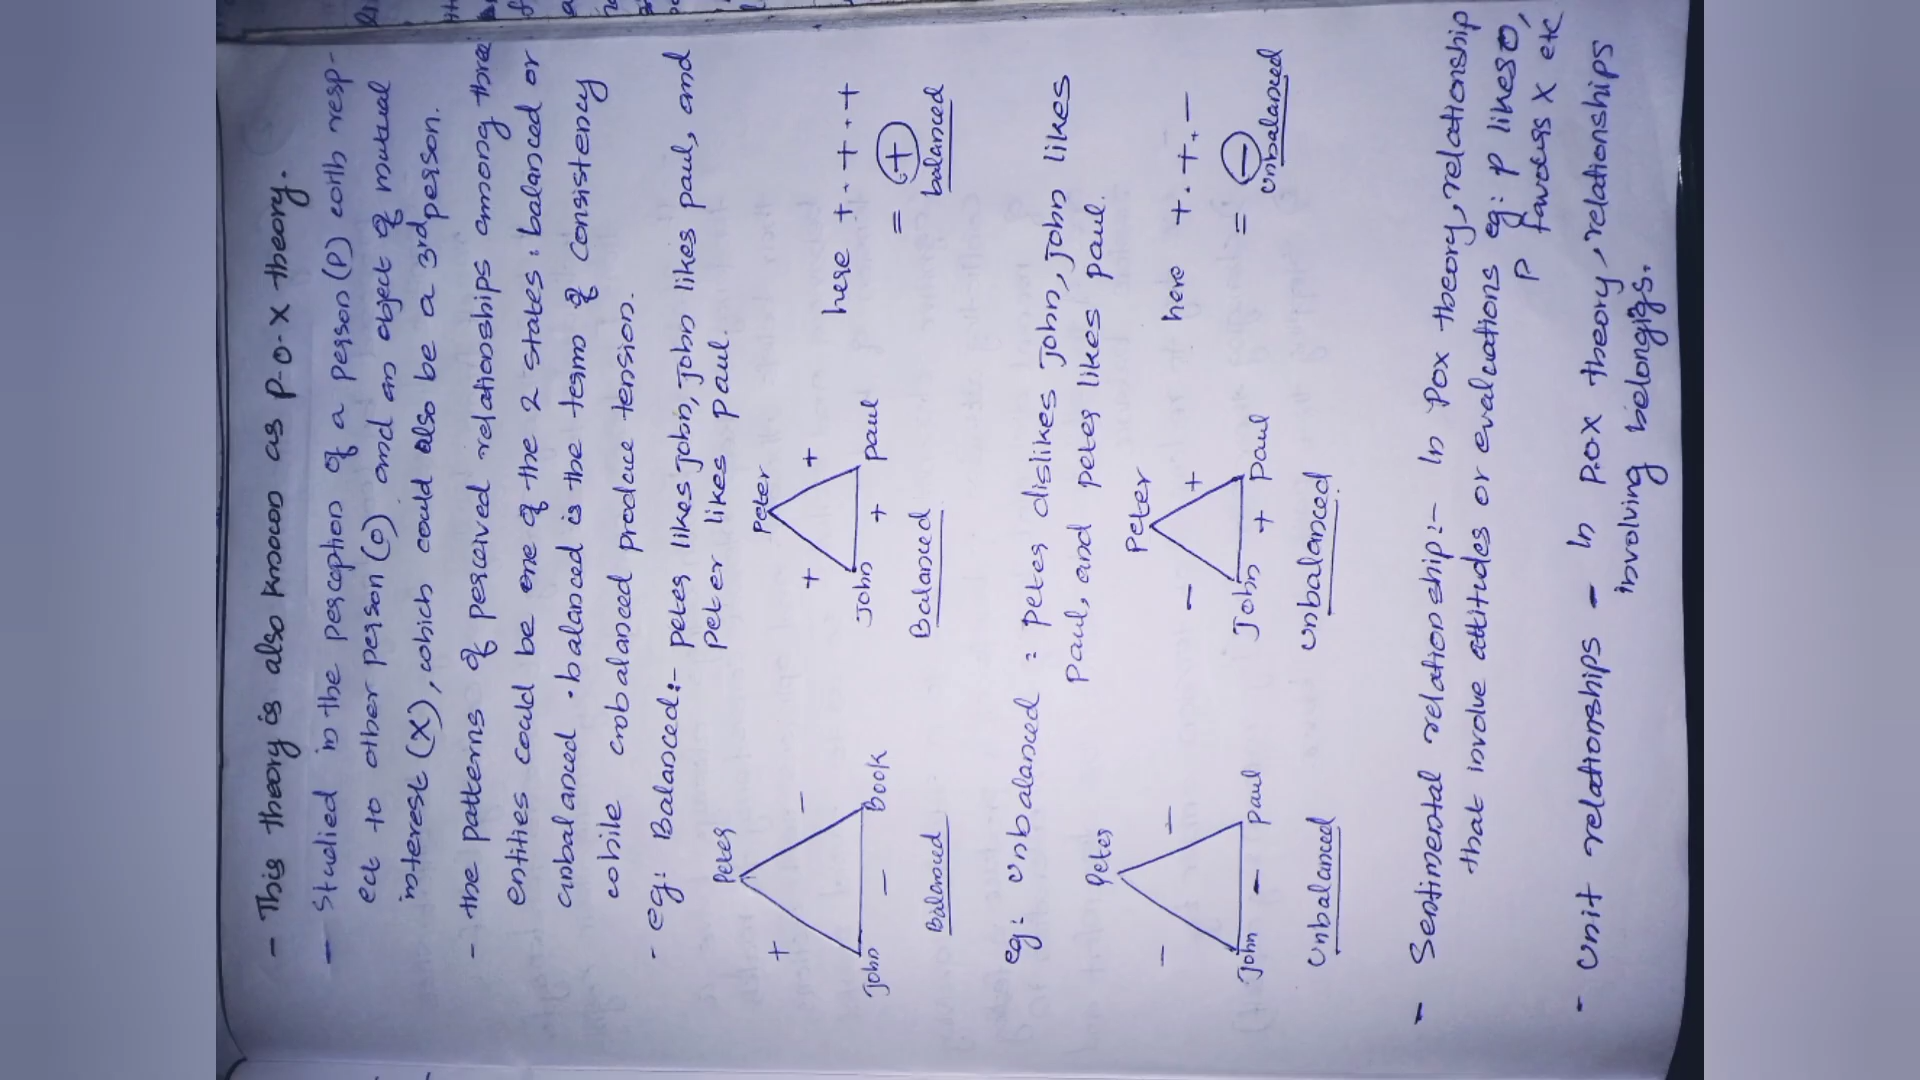 - This theory is also known as p-o-x theory.
- Studied is the perception of a person (P) with resp-
ect to other person (o) and an object of mutual
interest (X), which could also be a 3rd person.
- the patterns of perceived relationships among three
entities could be one of the 2 states: balanced or
unbalanced. balanced is the terms of consistency
while unbalanced produce tension.
- eg: Balanced:- peter likes john, john likes paul, and
peter likes paul.
Peter
+ -
John - Book
Balanced
Peter
+ +
John + paul
Balanced
here + . + . +
= +
balanced
eg: unbalanced : peter dislikes john, john likes
paul, and peter likes paul.
Peter
- -
John - paul
Unbalanced
Peter
- +
John + paul
unbalanced
here + . + . -
= -
unbalanced
- Sentimental relationship:- In Pox theory, relationship
that involve attitudes or evaluations eg: p likes o,
p favours x etc
- unit relationships - In p.o.x theory, relationships
involving belongigs.